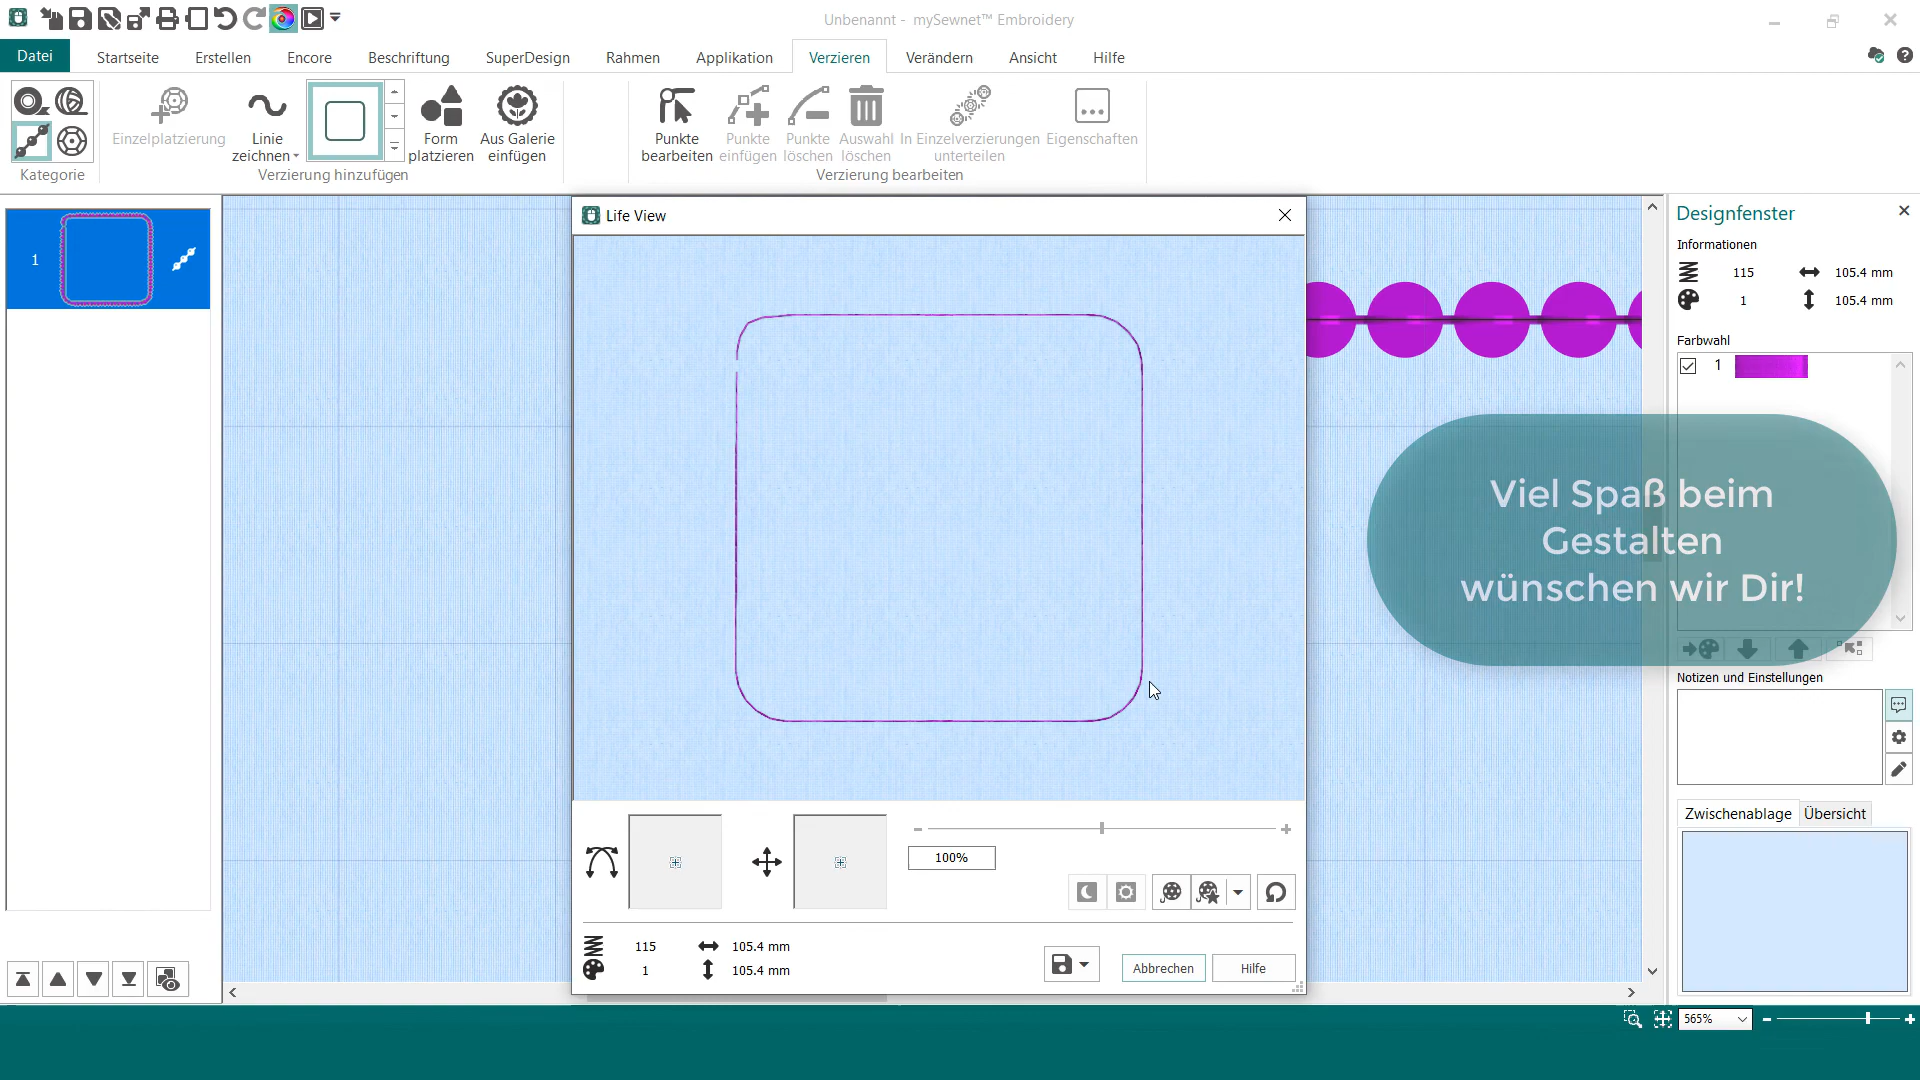 Unbenannt - mySewnet™ Embroidery
Datei
Startseite
Erstellen
Encore
Beschriftung
SuperDesign
Rahmen
Applikation
Verzieren
Verändern
Ansicht
Hilfe
Kategorie
Einzelplatzierung
Linie
zeichnen
Form
platzieren
Aus Galerie
einfügen
Verzierung hinzufügen
Punkte
bearbeiten
Punkte
einfügen
Punkte
löschen
Auswahl
löschen
In Einzelverzierungen
unterteilen
Eigenschaften
Verzierung bearbeiten
1
Life View
100%
115
105.4 mm
1
105.4 mm
Abbrechen
Hilfe
Designfenster
Informationen
115
105.4 mm
1
105.4 mm
Farbwahl
1
Viel Spaß beim
Gestalten
wünschen wir Dir!
Notizen und Einstellungen
Zwischenablage
Übersicht
565%